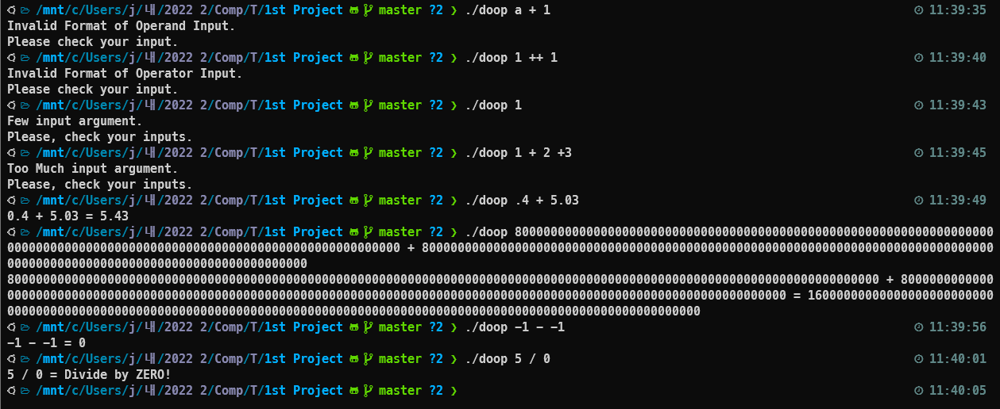 /mnt/c/Users/j/내/2022 2/Comp/T/1st Project master ?2 ❯ ./doop a + 1 11:39:35
Invalid Format of Operand Input.
Please check your input.
/mnt/c/Users/j/내/2022 2/Comp/T/1st Project master ?2 ❯ ./doop 1 ++ 1 11:39:40
Invalid Format of Operator Input.
Please check your input.
/mnt/c/Users/j/내/2022 2/Comp/T/1st Project master ?2 ❯ ./doop 1 11:39:43
Few input argument.
Please, check your inputs.
/mnt/c/Users/j/내/2022 2/Comp/T/1st Project master ?2 ❯ ./doop 1 + 2 +3 11:39:45
Too Much input argument.
Please, check your inputs.
/mnt/c/Users/j/내/2022 2/Comp/T/1st Project master ?2 ❯ ./doop .4 + 5.03 11:39:49
0.4 + 5.03 = 5.43
/mnt/c/Users/j/내/2022 2/Comp/T/1st Project master ?2 ❯ ./doop 8000000000000000000000000000000000000000000000000000000000000000000
0000000000000000000000000000000000000000000000000000000 + 80000000000000000000000000000000000000000000000000000000000000000000000000000000
000000000000000000000000000000000000000000
80000000000000000000000000000000000000000000000000000000000000000000000000000000000000000000000000000000000000000000000000 + 8000000000000
0000000000000000000000000000000000000000000000000000000000000000000000000000000000000000000000000000000000000 = 16000000000000000000000000
0000000000000000000000000000000000000000000000000000000000000000000000000000000000000000000000000
/mnt/c/Users/j/내/2022 2/Comp/T/1st Project master ?2 ❯ ./doop -1 - -1 11:39:56
-1 - -1 = 0
/mnt/c/Users/j/내/2022 2/Comp/T/1st Project master ?2 ❯ ./doop 5 / 0 11:40:01
5 / 0 = Divide by ZERO!
/mnt/c/Users/j/내/2022 2/Comp/T/1st Project master ?2 ❯ 11:40:05